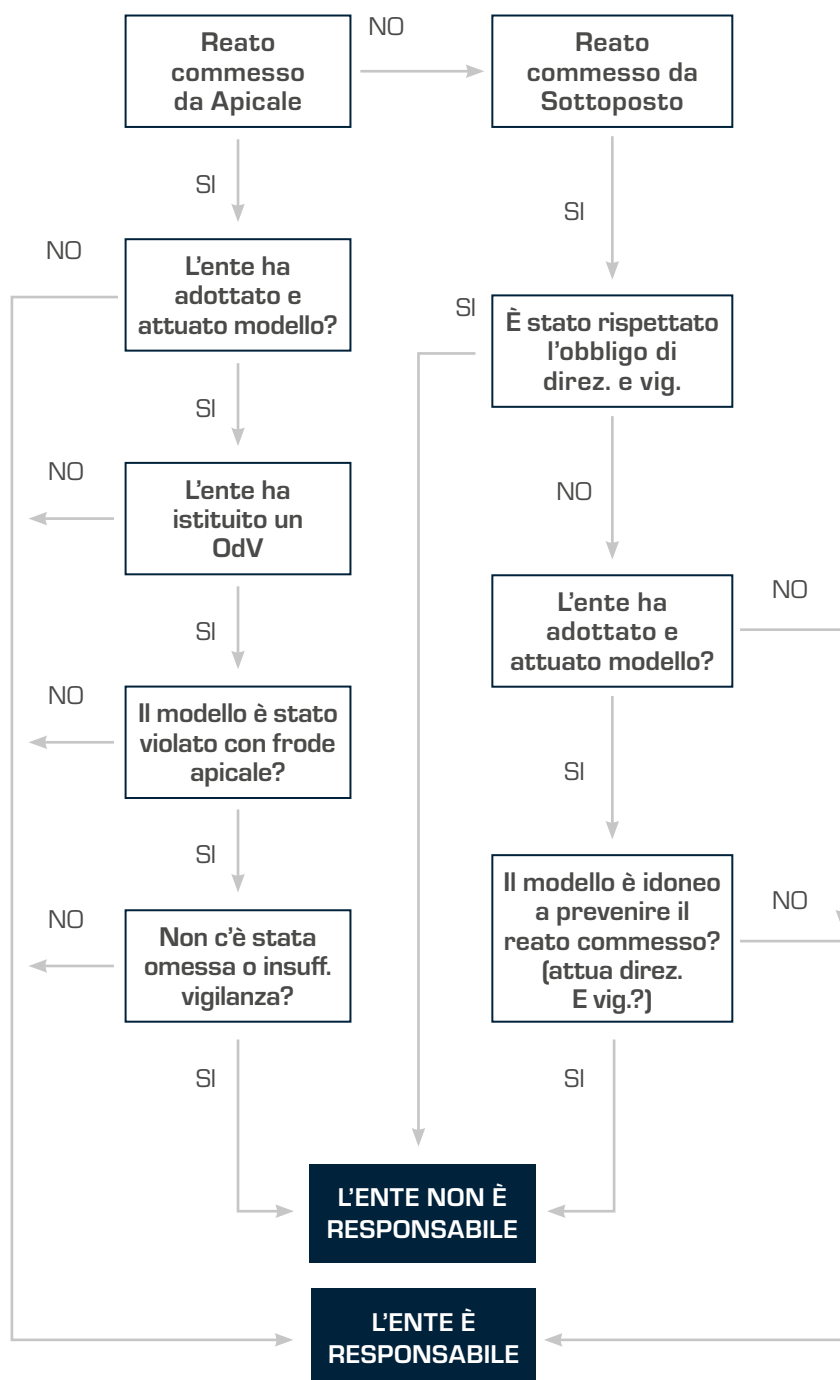 Reato
commesso
da Apicale
NO
Reato
commesso da
Sottoposto
SI
SI
NO
L'ente ha
adottato e
attuato modello?
SI
È stato rispettato
l'obbligo di
direz. e vig.
SI
NO
L'ente ha
istituito un
OdV
NO
SI
L'ente ha
adottato e
attuato modello?
NO
NO
Il modello è stato
violato con frode
apicale?
SI
SI
Il modello è idoneo
a prevenire il
reato commesso?
(attua direz.
E vig.?)
NO
NO
Non c'è stata
omessa o insuff.
vigilanza?
SI
SI
L'ENTE NON È
RESPONSABILE
L'ENTE È
RESPONSABILE